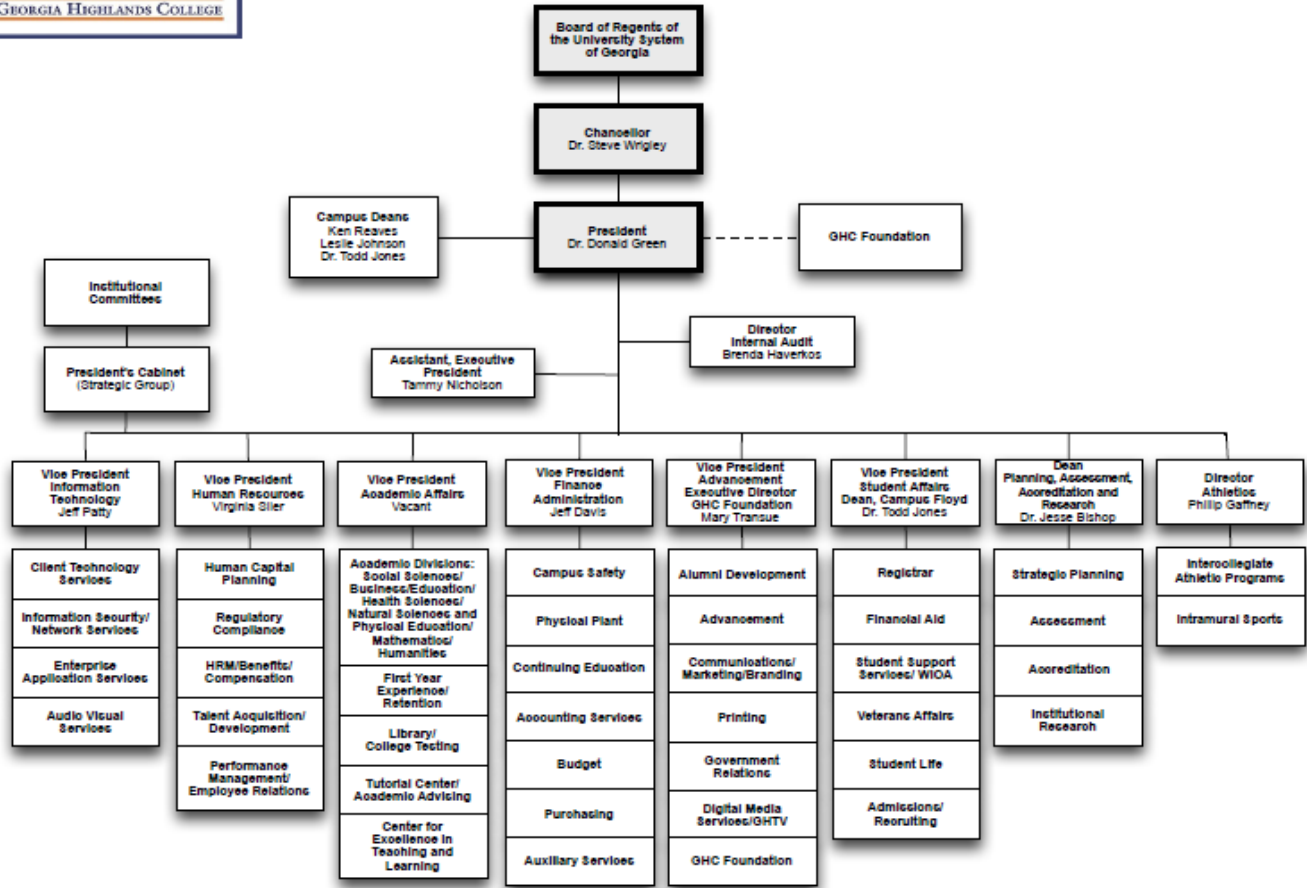 GEORGIA HIGHLANDS COLLEGE
Board of Regents of
the University System
of Georgia
Chancellor
Dr. Steve Wrigley
Campus Deans
Ken Reaves
Leslie Johnson
Dr. Todd Jones
President
Dr. Donald Green
GHC Foundation
Institutional
Committees
Director
Internal Audit
Brenda Haverkos
President's Cabinet
(Strategic Group)
Assistant, Executive
President
Tammy Nicholson
Vice President
Information
Technology
Jeff Patty
Vice President
Human Resources
Virginia Siler
Vice President
Academic Affairs
Vacant
Vice President
Finance
Administration
Jeff Davis
Vice President
Advancement
Executive Director
GHC Foundation
Mary Transue
Vice President
Student Affairs
Dean, Campus Floyd
Dr. Todd Jones
Dean
Planning, Assessment,
Accreditation and
Research
Dr. Jesse Bishop
Director
Athletics
Phillip Gaffney
Client Technology
Services
Information Security/
Network Services
Enterprise
Application Services
Audio Visual
Services
Human Capital
Planning
Regulatory
Compliance
HRM/Benefits/
Compensation
Talent Acquisition/
Development
Performance
Management/
Employee Relations
Academic Divisions:
Social Sciences/
Business/Education/
Health Sciences/
Natural Sciences and
Physical Education/
Mathematics/
Humanities
First Year
Experience/
Retention
Library/
College Testing
Tutorial Center/
Academic Advising
Center for
Excellence in
Teaching and
Learning
Campus Safety
Physical Plant
Continuing Education
Accounting Services
Budget
Purchasing
Auxiliary Services
Alumni Development
Advancement
Communications/
Marketing/Branding
Printing
Government
Relations
Digital Media
Services/GHTV
GHC Foundation
Registrar
Financial Aid
Student Support
Services/ WIOA
Veterans Affairs
Student Life
Admissions/
Recruiting
Strategic Planning
Assessment
Accreditation
Institutional
Research
Intercollegiate
Athletic Programs
Intramural Sports